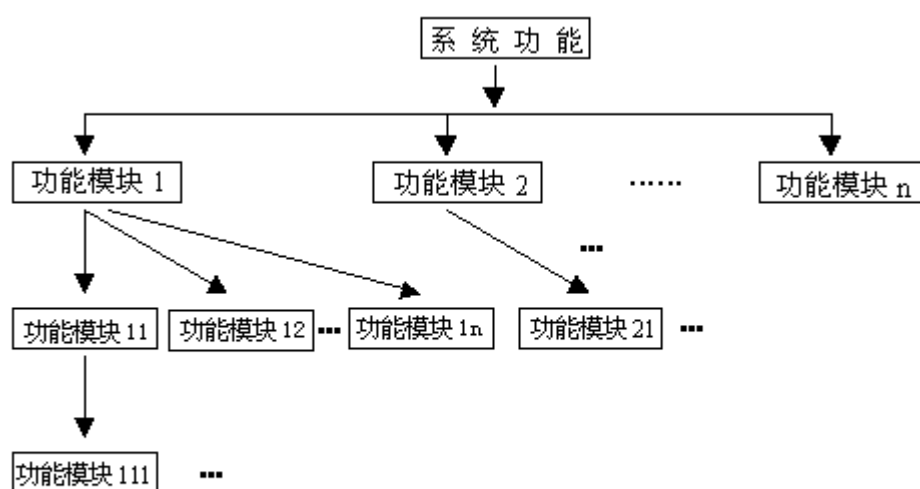 系 统 功 能
功能模块 1 功能模块 2 …… 功能模块 n
…
功能模块 11 功能模块 12 … 功能模块 1n 功能模块 21 …
功能模块 111 …